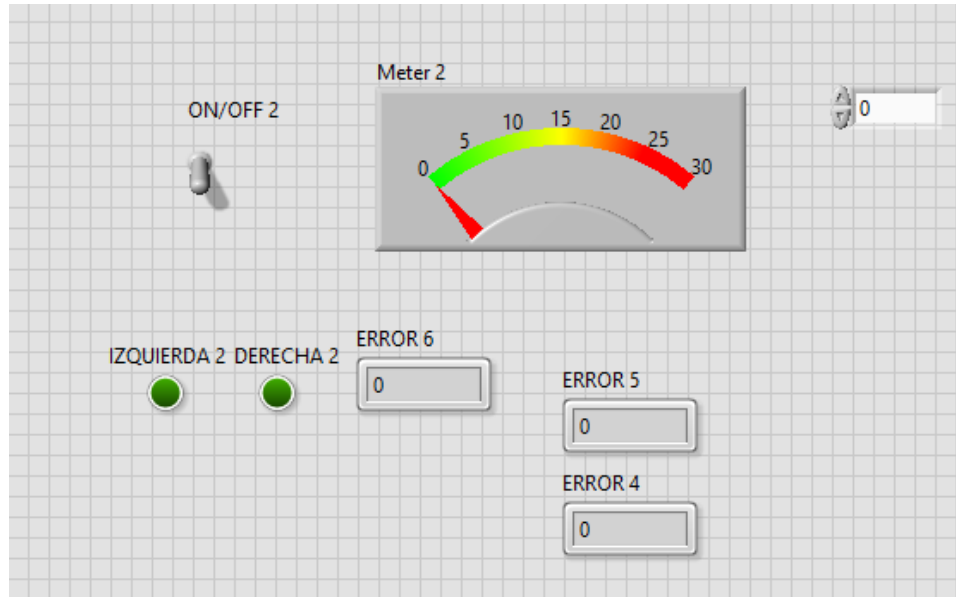 Meter 2
ON/OFF 2
0
5
10
15
20
25
30
0
IZQUIERDA 2
DERECHA 2
ERROR 6
0
ERROR 5
0
ERROR 4
0